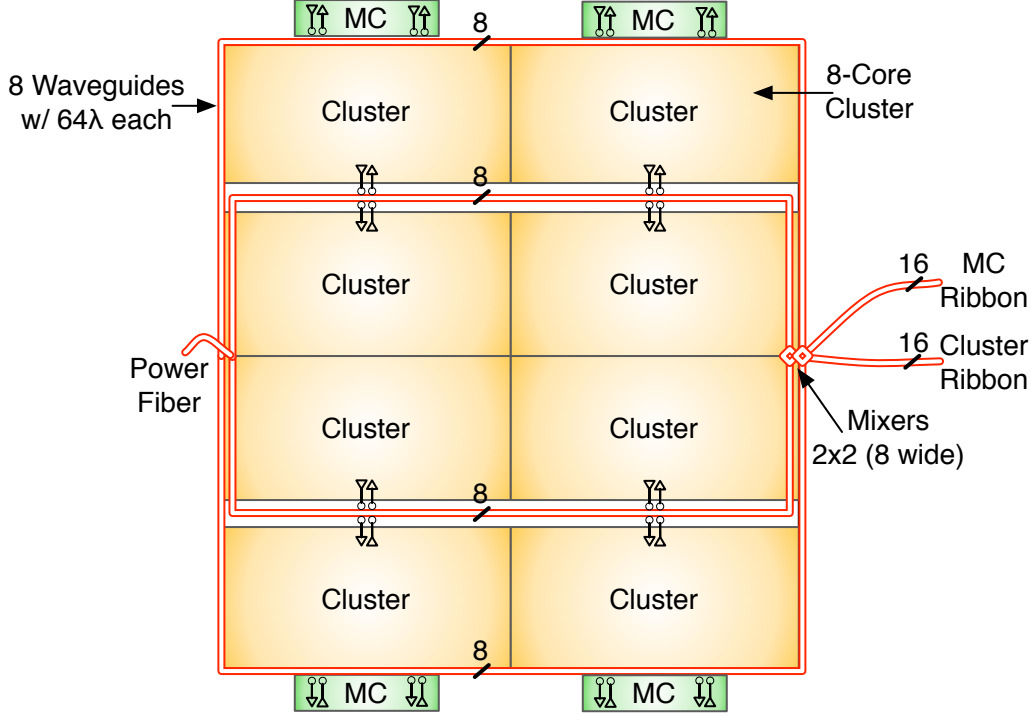 MC
MC
8
8 Waveguides
w/ 64λ each
Cluster
Cluster
8-Core
Cluster
8
Cluster
Cluster
16
MC
Ribbon
16
Cluster
Ribbon
Power
Fiber
Cluster
Cluster
Mixers
2x2 (8 wide)
8
Cluster
Cluster
8
MC
MC